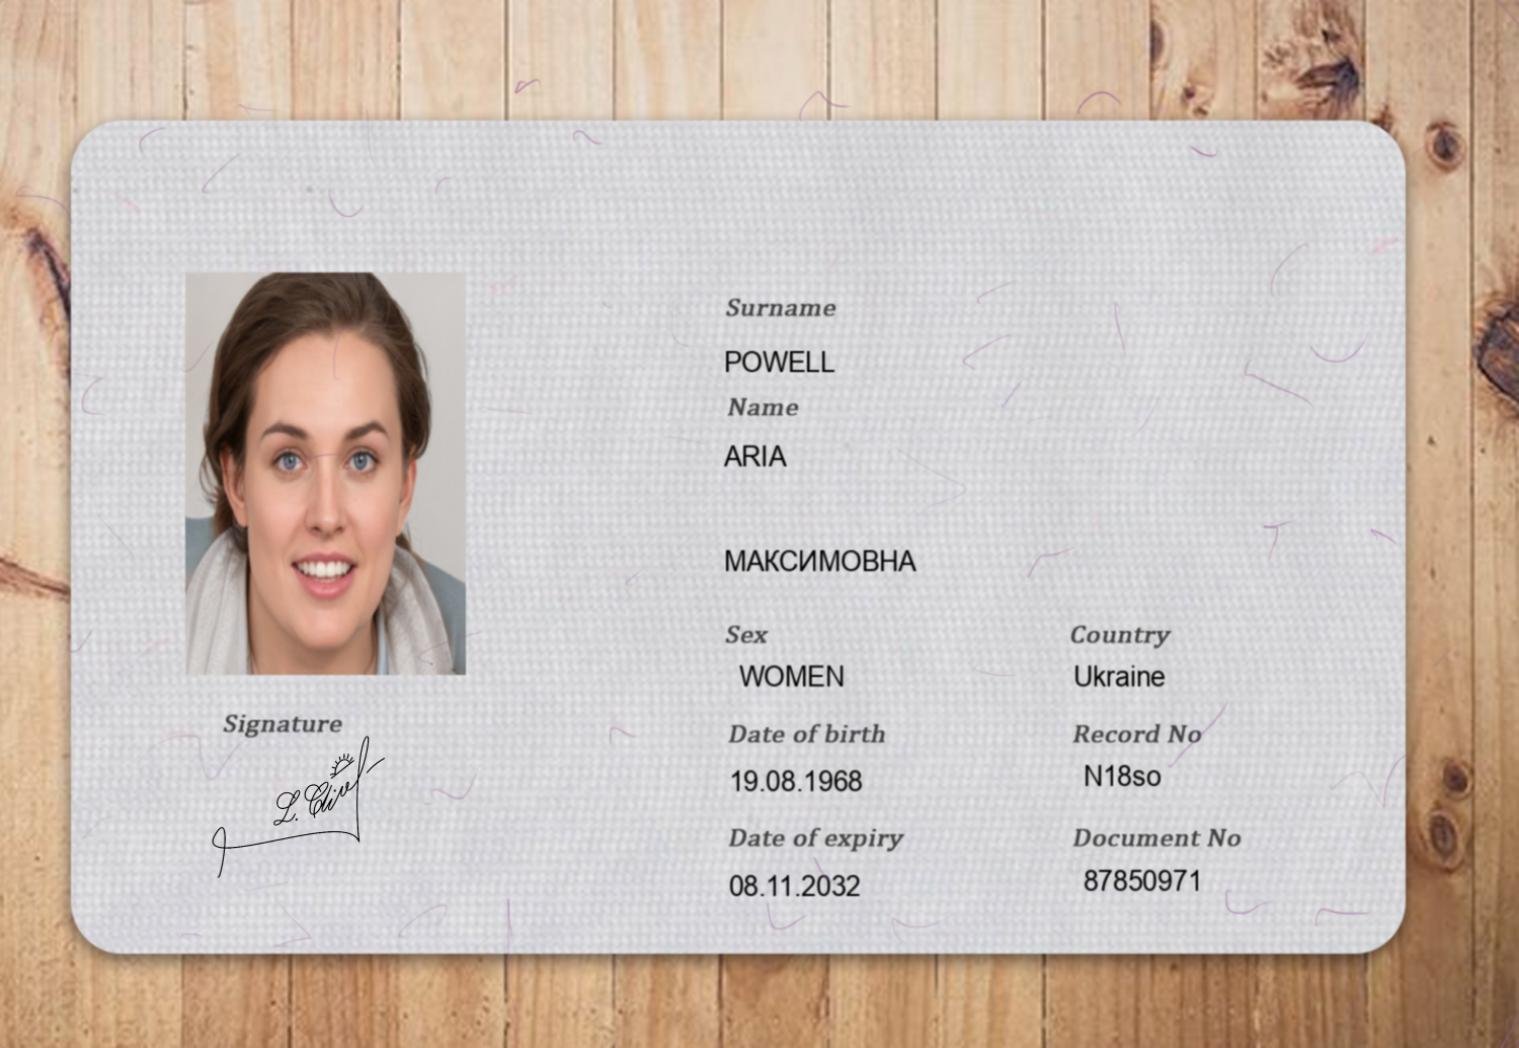 Surname
POWELL
Name
ARIA
МАКСИМОВНА
Sex
Country
WOMEN
Ukraine
Date of birth
Record No
19.08.1968
N18so
Date of expiry
Document No
08.11.2032
87850971
Signature